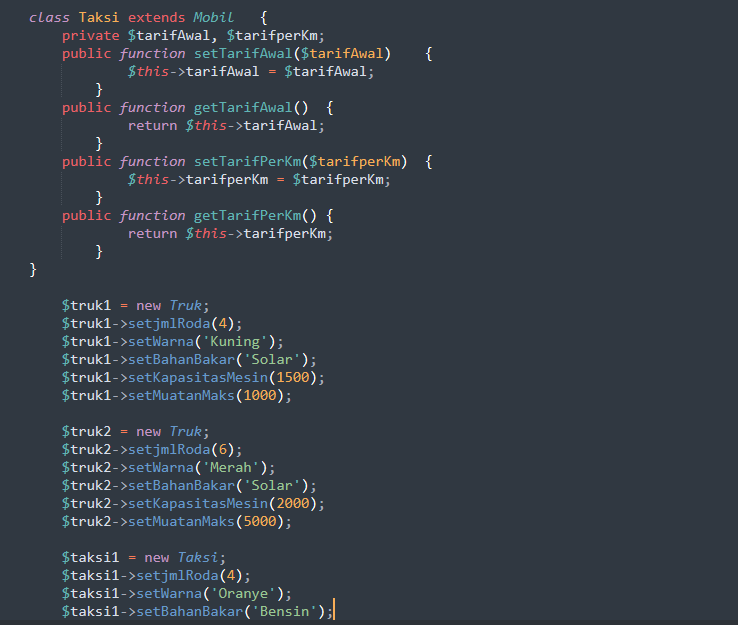 class Taksi extends Mobil {
private $tarifAwal, $tarifperKm;
public function setTarifAwal($tarifAwal) {
$this->tarifAwal = $tarifAwal;
}
public function getTarifAwal() {
return $this->tarifAwal;
}
public function setTarifPerKm($tarifperKm) {
$this->tarifperKm = $tarifperKm;
}
public function getTarifPerKm() {
return $this->tarifperKm;
}
}
$truk1 = new Truk;
$truk1->setjmlRoda(4);
$truk1->setWarna('Kuning');
$truk1->setBahanBakar('Solar');
$truk1->setKapasitasMesin(1500);
$truk1->setMuatanMaks(1000);
$truk2 = new Truk;
$truk2->setjmlRoda(6);
$truk2->setWarna('Merah');
$truk2->setBahanBakar('Solar');
$truk2->setKapasitasMesin(2000);
$truk2->setMuatanMaks(5000);
$taksi1 = new Taksi;
$taksi1->setjmlRoda(4);
$taksi1->setWarna('Oranye');
$taksi1->setBahanBakar('Bensin');